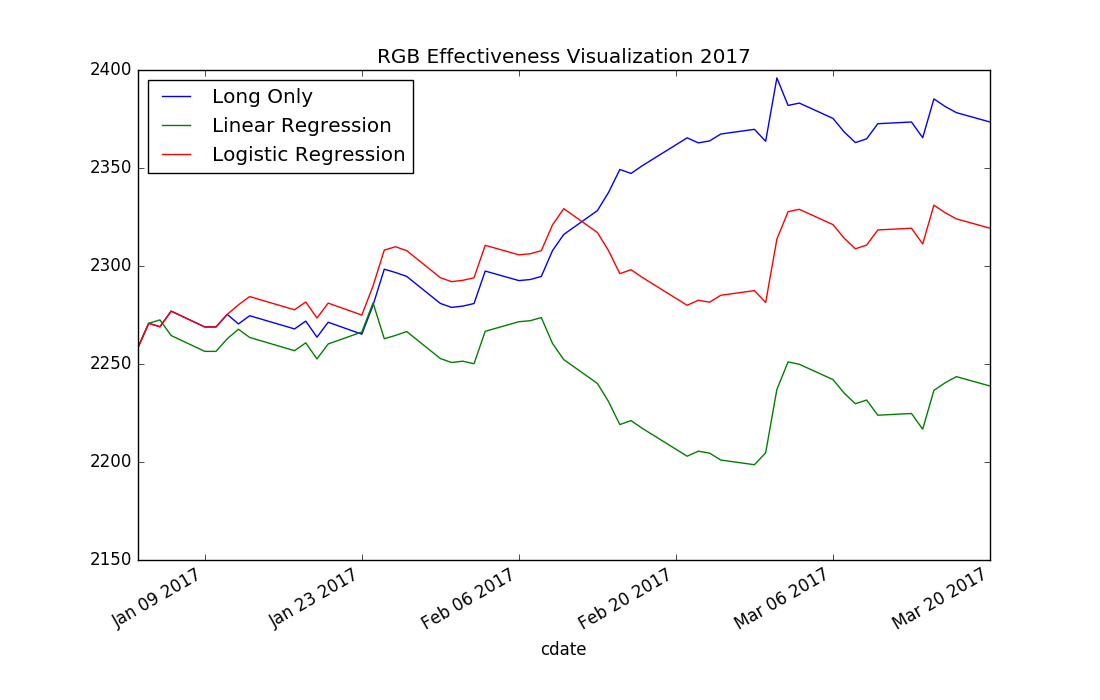 RGB Effectiveness Visualization 2017
2400
2350
2300
2250
2200
2150
Long Only
Linear Regression
Logistic Regression
Jan 09 2017
Jan 23 2017
Feb 06 2017
Feb 20 2017
Mar 06 2017
Mar 20 2017
cdate